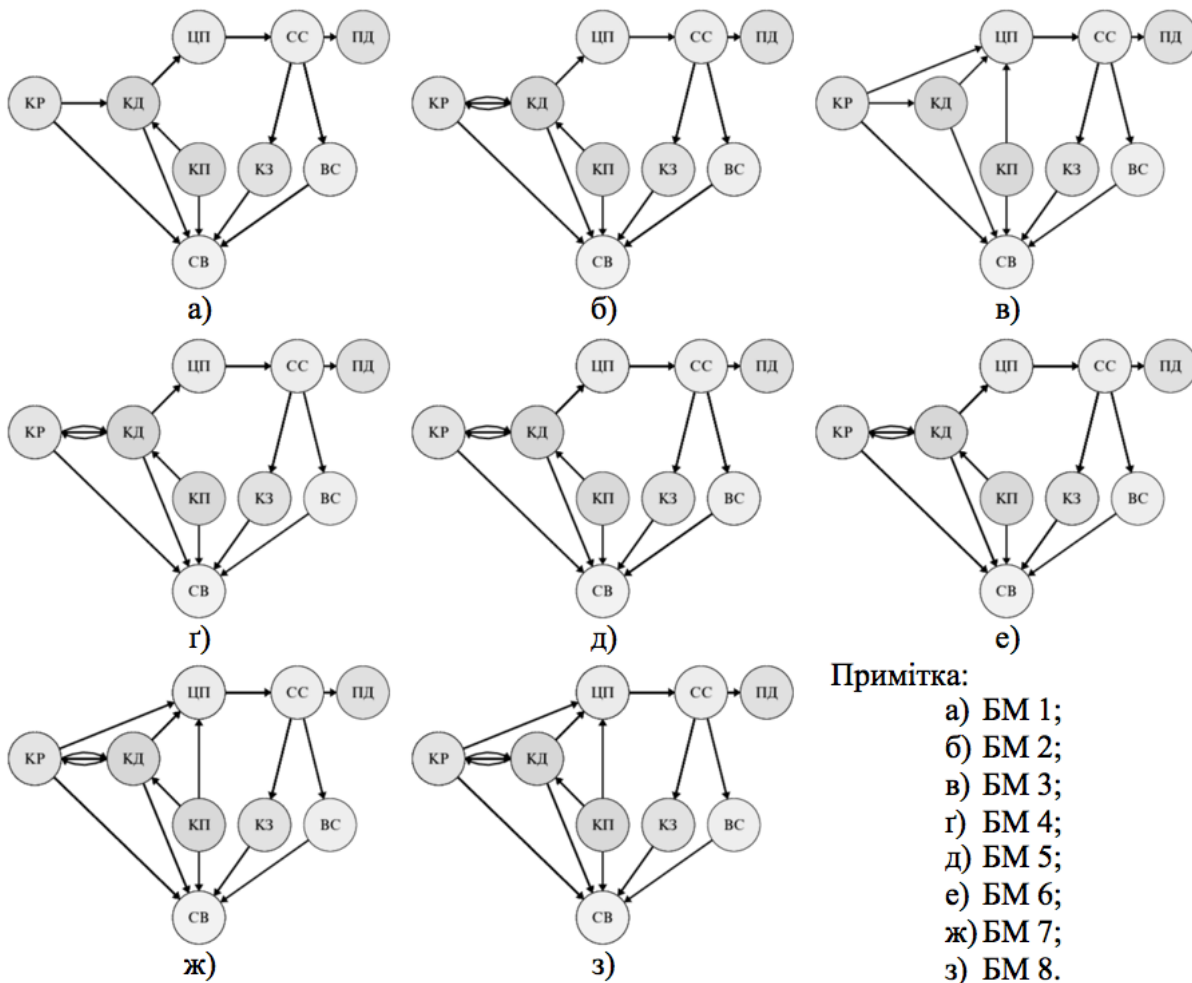 ЦП СС ПД ЦП СС ПД ЦП СС ПД
КР КД КР КД КР КД
КП КЗ ВС КП КЗ ВС КП КЗ ВС
СВ СВ СВ
а) б) в)
ЦП СС ПД ЦП СС ПД ЦП СС ПД
КР КД КР КД КР КД
КП КЗ ВС КП КЗ ВС КП КЗ ВС
СВ СВ СВ
ґ) д) е)
ЦП СС ПД ЦП СС ПД
КР КД КР КД
КП КЗ ВС КП КЗ ВС
СВ СВ
ж) з)
Примітка:
а) БМ 1;
б) БМ 2;
в) БМ 3;
ґ) БМ 4;
д) БМ 5;
е) БМ 6;
ж) БМ 7;
з) БМ 8.